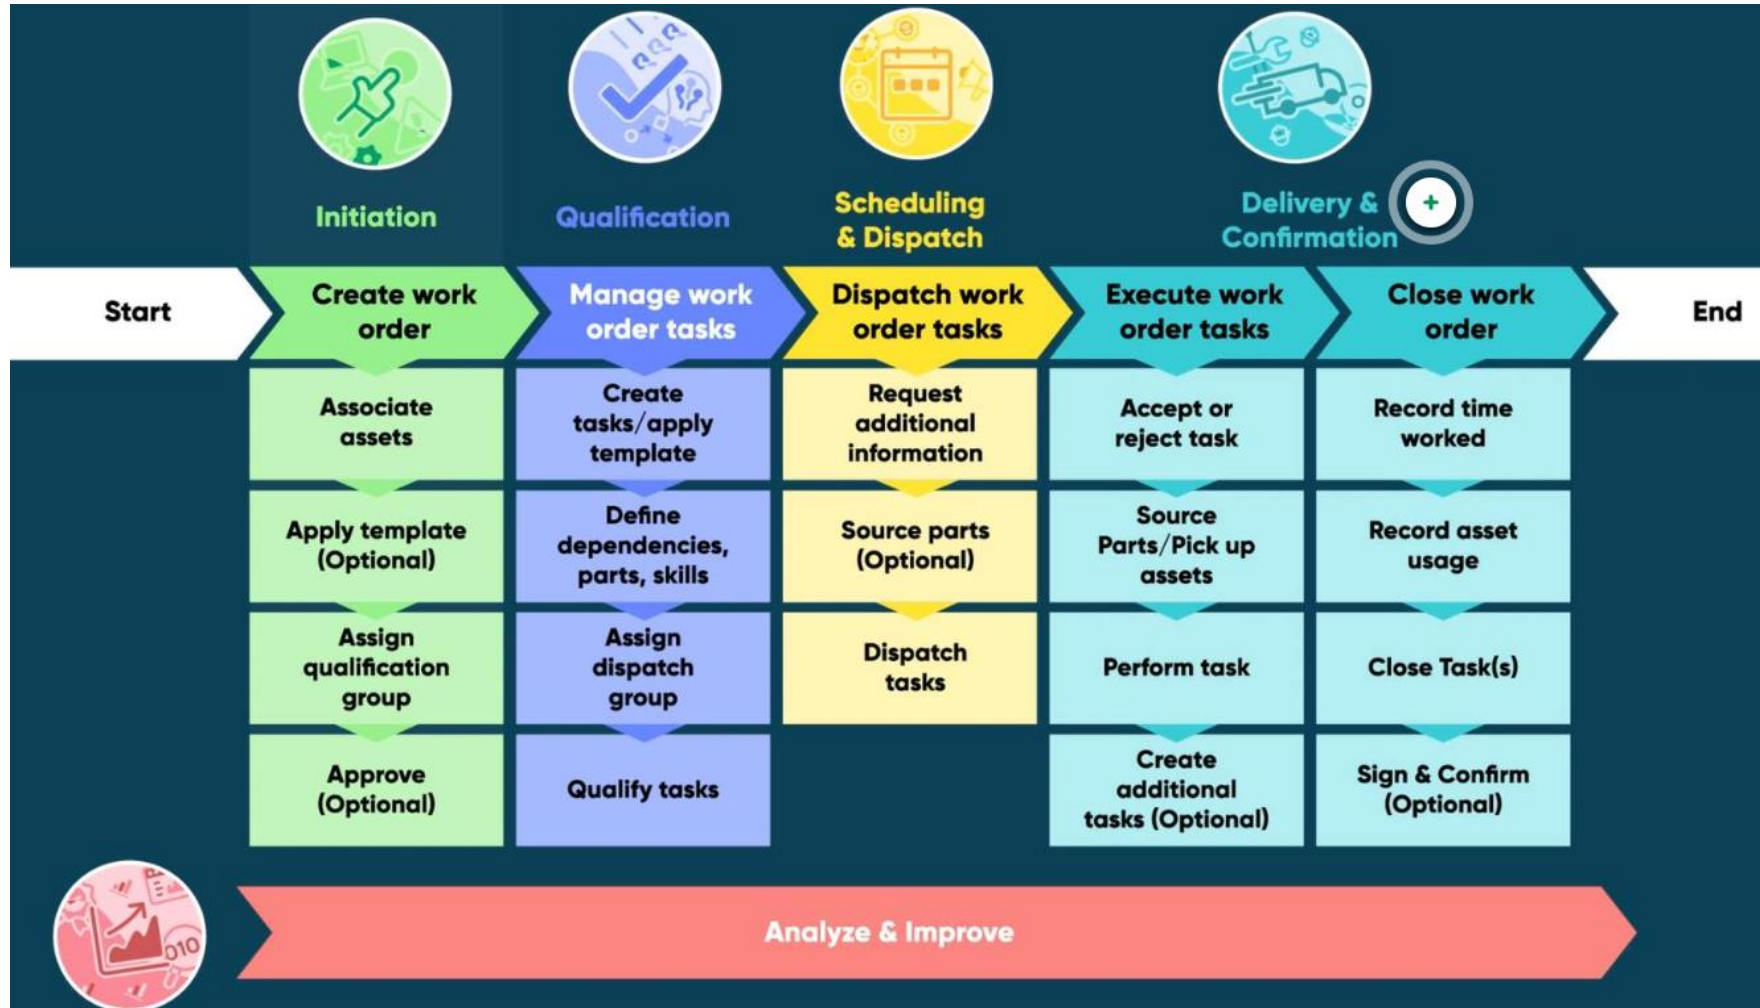 Initiation
Qualification
Scheduling
& Dispatch
Delivery &
Confirmation
+
Start
Create work
order
Manage work
order tasks
Dispatch work
order tasks
Execute work
order tasks
Close work
order
End
Associate
assets
Apply template
(Optional)
Assign
qualification
group
Approve
(Optional)
Create
tasks/apply
template
Define
dependencies,
parts, skills
Assign
dispatch
group
Qualify tasks
Request
additional
information
Source parts
(Optional)
Dispatch
tasks
Accept or
reject task
Source
Parts/Pick up
assets
Perform task
Create
additional
tasks (Optional)
Record time
worked
Record asset
usage
Close Task(s)
Sign & Confirm
(Optional)
010
Analyze & Improve